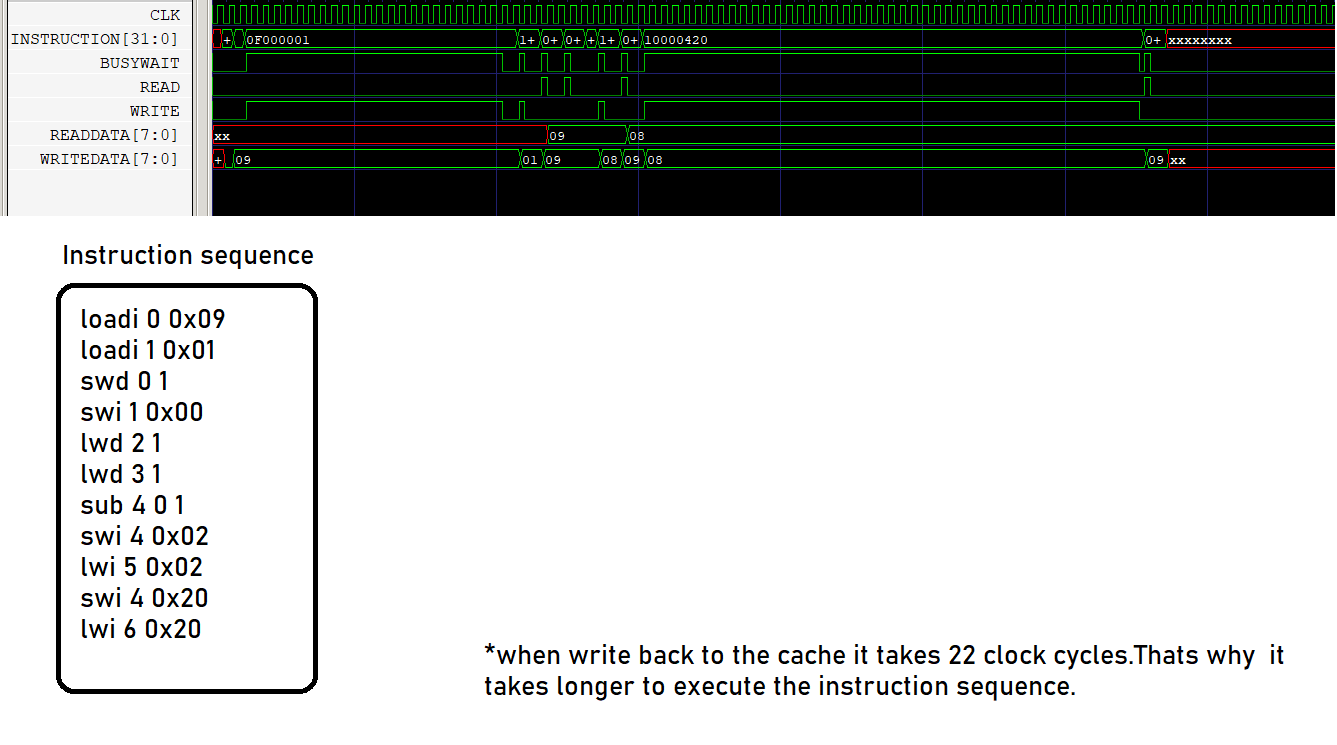 CLK
INSTRUCTION[31:0] + 0F000001 1+ 0+ 0+ + 1+ 0+ 10000420 0+ xxxxxxxx
BUSYWAIT
READ
WRITE
READDATA[7:0] xx 09 08
WRITEDATA[7:0] + 09 01 09 08 09 08 09 xx
Instruction sequence
loadi 0 0x09
loadi 1 0x01
swd 0 1
swi 1 0x00
lwd 2 1
lwd 3 1
sub 4 0 1
swi 4 0x02
lwi 5 0x02
swi 4 0x20
lwi 6 0x20
*when write back to the cache it takes 22 clock cycles.Thats why it
takes longer to execute the instruction sequence.